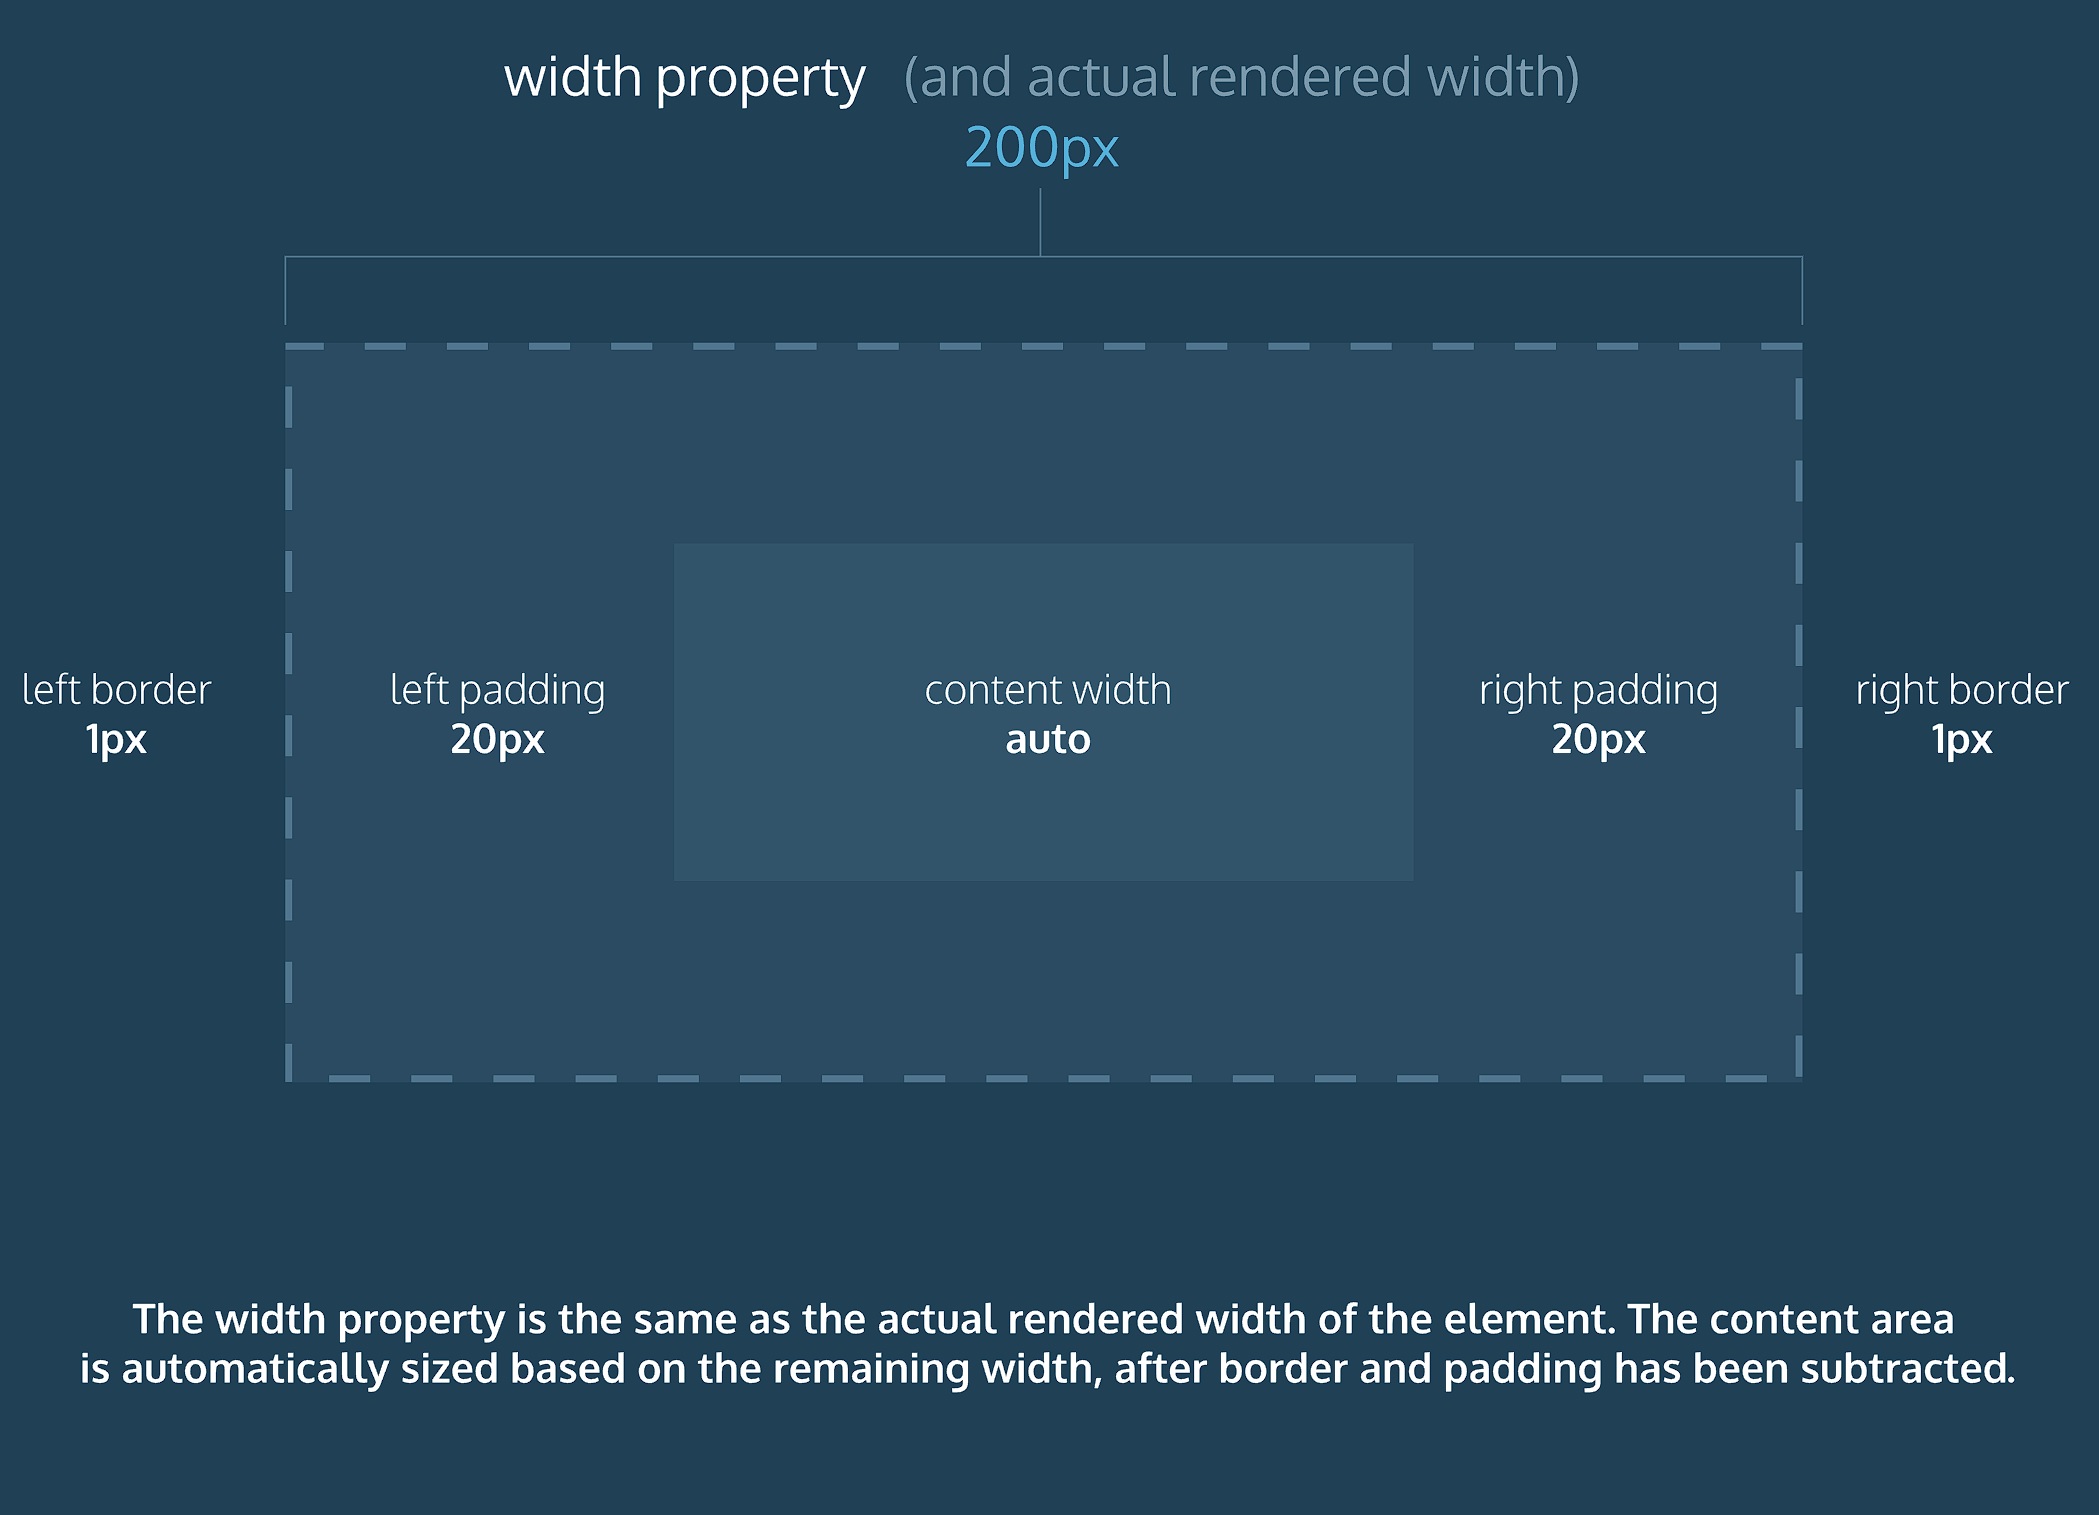 width property (and actual rendered width)
200px
left border
1px
left padding
20px
content width
auto
right padding
20px
right border
1px
The width property is the same as the actual rendered width of the element. The content area
is automatically sized based on the remaining width, after border and padding has been subtracted.